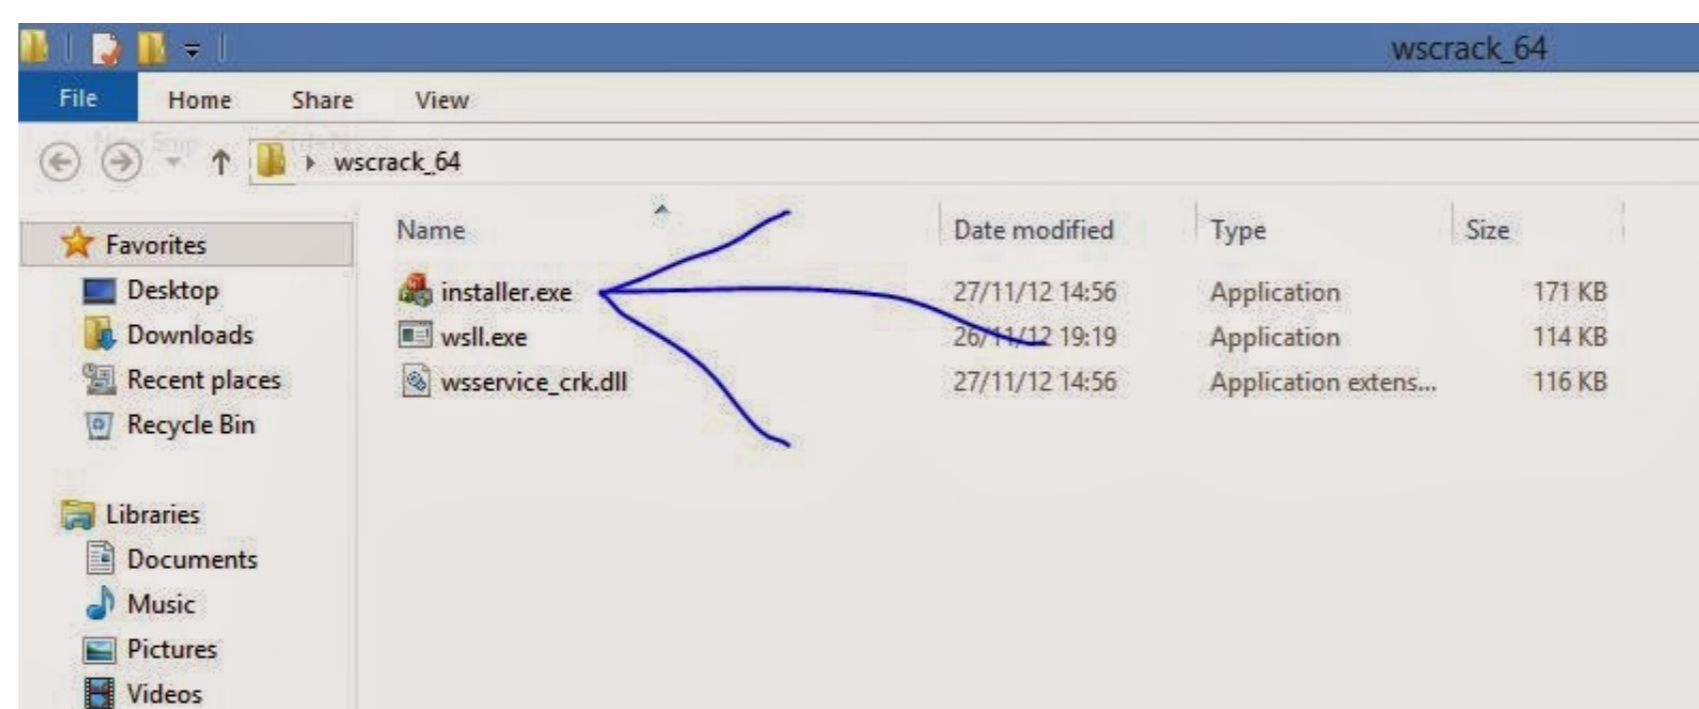 wscrack_64
File Home Share View
wscrack_64
Name Date modified Type Size
Favorites
Desktop
Downloads
Recent places
Recycle Bin
installer.exe 27/11/12 14:56 Application 171 KB
wsll.exe 26/11/12 19:19 Application 114 KB
wsservice_crk.dll 27/11/12 14:56 Application extens... 116 KB
Libraries
Documents
Music
Pictures
Videos